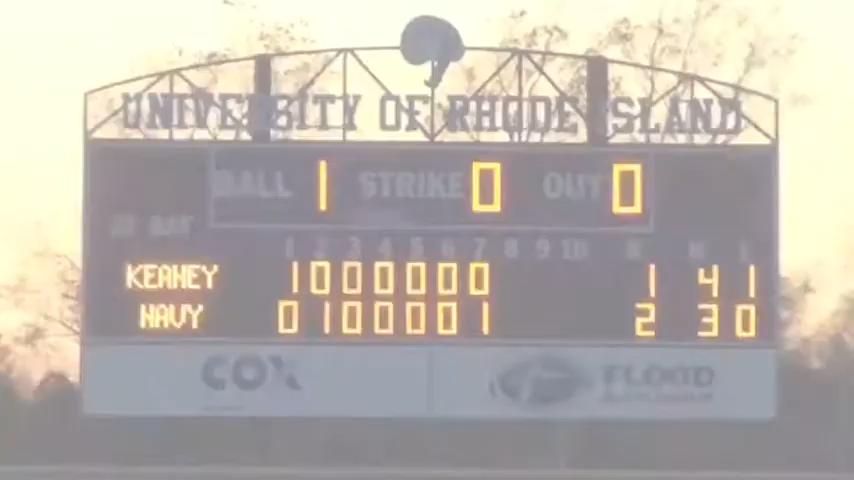 UNIVERSITY OF RHODE ISLAND
BALL 1 STRIKE 0 OUT 0
AT BAT
1 2 3 4 5 6 7 8 9 10 R H E
KEANEY 1 0 0 0 0 0 0 1 4 1
NAVY 0 1 0 0 0 0 1 2 3 0
COX FLOOD